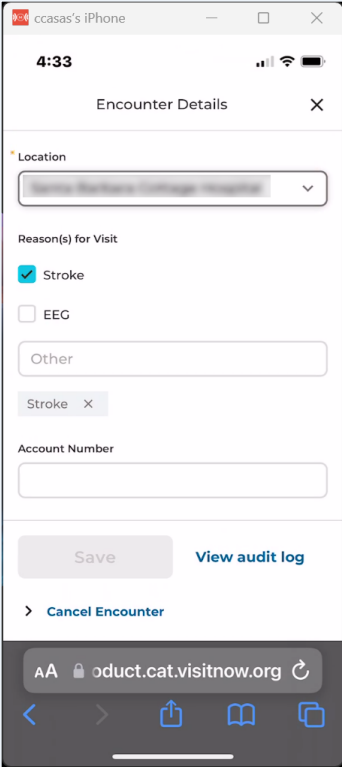 ccasas's iPhone
4:33
Encounter Details
* Location
Reason(s) for Visit
Stroke
EEG
Other
Stroke
Account Number
Save
View audit log
Cancel Encounter
AA oduct.cat.visitnow.org